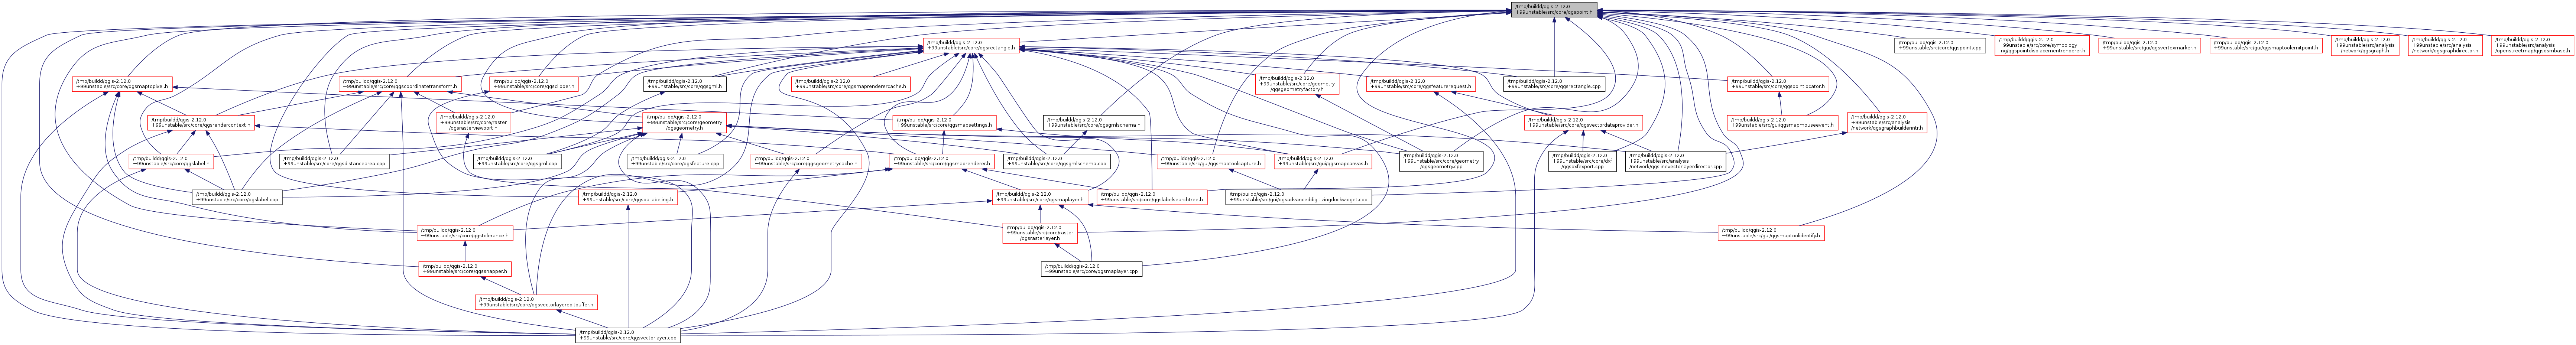 /tmp/buildd/qgis-2.12.0
+99unstable/src/core/qgspoint.h
/tmp/buildd/qgis-2.12.0
+99unstable/src/core/qgsrectangle.h
/tmp/buildd/qgis-2.12.0
+99unstable/src/core/qgspoint.cpp
/tmp/buildd/qgis-2.12.0
+99unstable/src/core/symbology
-ng/qgspointdisplacementrenderer.h
/tmp/buildd/qgis-2.12.0
+99unstable/src/gui/qgsvertexmarker.h
/tmp/buildd/qgis-2.12.0
+99unstable/src/gui/qgsmaptoolemitpoint.h
/tmp/buildd/qgis-2.12.0
+99unstable/src/analysis
/network/qgsgraph.h
/tmp/buildd/qgis-2.12.0
+99unstable/src/analysis
/network/qgsgraphdirector.h
/tmp/buildd/qgis-2.12.0
+99unstable/src/analysis
/openstreetmap/qgsosmbase.h
/tmp/buildd/qgis-2.12.0
+99unstable/src/core/qgsmaptopixel.h
/tmp/buildd/qgis-2.12.0
+99unstable/src/core/qgscoordinatetransform.h
/tmp/buildd/qgis-2.12.0
+99unstable/src/core/qgsclipper.h
/tmp/buildd/qgis-2.12.0
+99unstable/src/core/qgsgml.h
/tmp/buildd/qgis-2.12.0
+99unstable/src/core/qgsmaprenderercache.h
/tmp/buildd/qgis-2.12.0
+99unstable/src/core/geometry
/qgsgeometryfactory.h
/tmp/buildd/qgis-2.12.0
+99unstable/src/core/qgsfeaturerequest.h
/tmp/buildd/qgis-2.12.0
+99unstable/src/core/qgsrectangle.cpp
/tmp/buildd/qgis-2.12.0
+99unstable/src/core/qgspointlocator.h
/tmp/buildd/qgis-2.12.0
+99unstable/src/core/qgsrendercontext.h
/tmp/buildd/qgis-2.12.0
+99unstable/src/core/raster
/qgsrasterviewport.h
/tmp/buildd/qgis-2.12.0
+99unstable/src/core/geometry
/qgsgeometry.h
/tmp/buildd/qgis-2.12.0
+99unstable/src/core/qgsmapsettings.h
/tmp/buildd/qgis-2.12.0
+99unstable/src/core/qgsgmlschema.h
/tmp/buildd/qgis-2.12.0
+99unstable/src/core/qgsvectordataprovider.h
/tmp/buildd/qgis-2.12.0
+99unstable/src/gui/qgsmapmouseevent.h
/tmp/buildd/qgis-2.12.0
+99unstable/src/analysis
/network/qgsgraphbuilderintr.h
/tmp/buildd/qgis-2.12.0
+99unstable/src/core/qgslabel.h
/tmp/buildd/qgis-2.12.0
+99unstable/src/core/qgsdistancearea.cpp
/tmp/buildd/qgis-2.12.0
+99unstable/src/core/qgsgml.cpp
/tmp/buildd/qgis-2.12.0
+99unstable/src/core/qgsfeature.cpp
/tmp/buildd/qgis-2.12.0
+99unstable/src/core/qgsgeometrycache.h
/tmp/buildd/qgis-2.12.0
+99unstable/src/core/qgsmaprenderer.h
/tmp/buildd/qgis-2.12.0
+99unstable/src/core/qgsgmlschema.cpp
/tmp/buildd/qgis-2.12.0
+99unstable/src/gui/qgsmaptoolcapture.h
/tmp/buildd/qgis-2.12.0
+99unstable/src/gui/qgsmapcanvas.h
/tmp/buildd/qgis-2.12.0
+99unstable/src/core/geometry
/qgsgeometry.cpp
/tmp/buildd/qgis-2.12.0
+99unstable/src/core/dxf
/qgsdxfexport.cpp
/tmp/buildd/qgis-2.12.0
+99unstable/src/analysis
/network/qgslinevectorlayerdirector.cpp
/tmp/buildd/qgis-2.12.0
+99unstable/src/core/qgslabel.cpp
/tmp/buildd/qgis-2.12.0
+99unstable/src/core/qgspallabeling.h
/tmp/buildd/qgis-2.12.0
+99unstable/src/core/qgsmaplayer.h
/tmp/buildd/qgis-2.12.0
+99unstable/src/core/qgslabelsearchtree.h
/tmp/buildd/qgis-2.12.0
+99unstable/src/gui/qgsadvanceddigitizingdockwidget.cpp
/tmp/buildd/qgis-2.12.0
+99unstable/src/core/qgstolerance.h
/tmp/buildd/qgis-2.12.0
+99unstable/src/core/raster
/qgsrasterlayer.h
/tmp/buildd/qgis-2.12.0
+99unstable/src/gui/qgsmaptoolidentify.h
/tmp/buildd/qgis-2.12.0
+99unstable/src/core/qgssnapper.h
/tmp/buildd/qgis-2.12.0
+99unstable/src/core/qgsmaplayer.cpp
/tmp/buildd/qgis-2.12.0
+99unstable/src/core/qgsvectorlayereditbuffer.h
/tmp/buildd/qgis-2.12.0
+99unstable/src/core/qgsvectorlayer.cpp